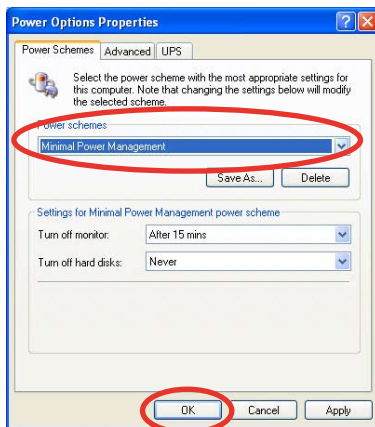 Power Options Properties
Power Schemes Advanced UPS
Select the power scheme with the most appropriate settings for
this computer. Note that changing the settings below will modify
the selected scheme.
Power schemes
Minimal Power Management
Save As... Delete
Settings for Minimal Power Management power scheme
Turn off monitor: After 15 mins
Turn off hard disks: Never
OK Cancel Apply